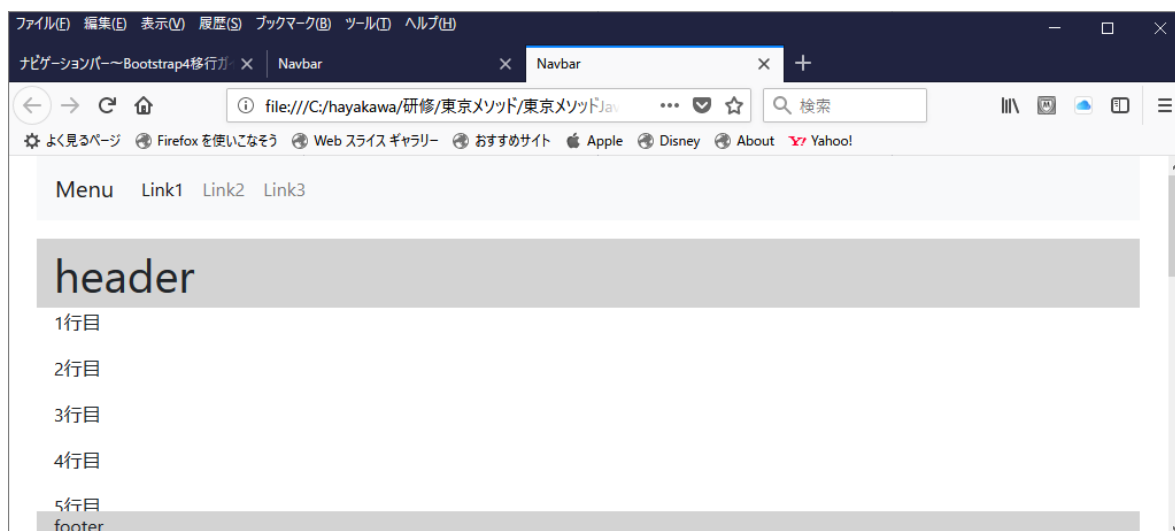 ファイル(F) 編集(E) 表示(V) 履歴(S) ブックマーク(B) ツール(T) ヘルプ(H)
ナビゲーションバー〜Bootstrap4移行ガ Navbar Navbar
file:///C:/hayakawa/研修/東京メソッド/東京メソッドJav 検索
よく見るページ Firefox を使いこなそう Web スライス ギャラリー おすすめサイト Apple Disney About Yahoo!
Menu Link1 Link2 Link3
header
1行目
2行目
3行目
4行目
5行目
footer